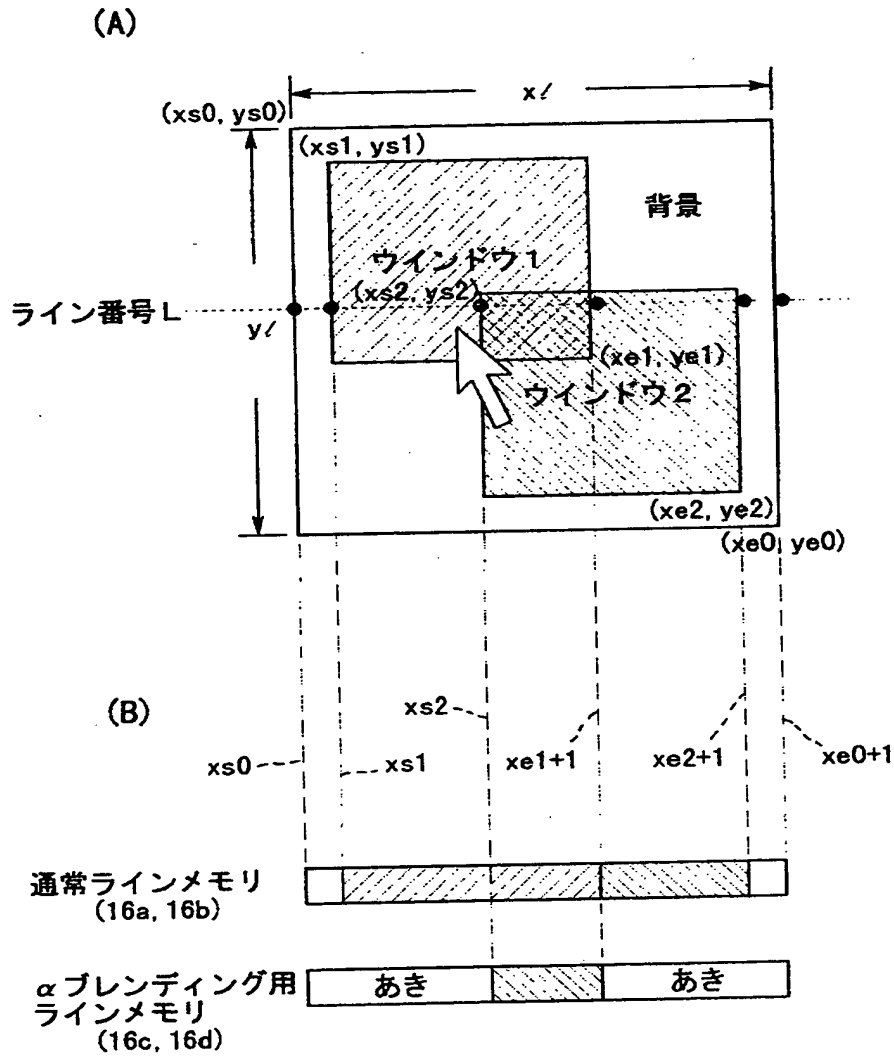 (A)
xℓ
(xs0, ys0)
(xs1, ys1)
背景
ウインドウ1
(xs2, ys2)
ライン番号L
yℓ
(xe1, ye1)
ウインドウ2
(xe2, ye2)
(xe0, ye0)
(B)
xs2
xe1+1
xe2+1
xe0+1
xs0
xs1
通常ラインメモリ
(16a, 16b)
αブレンディング用
ラインメモリ
(16c, 16d)
あき
あき